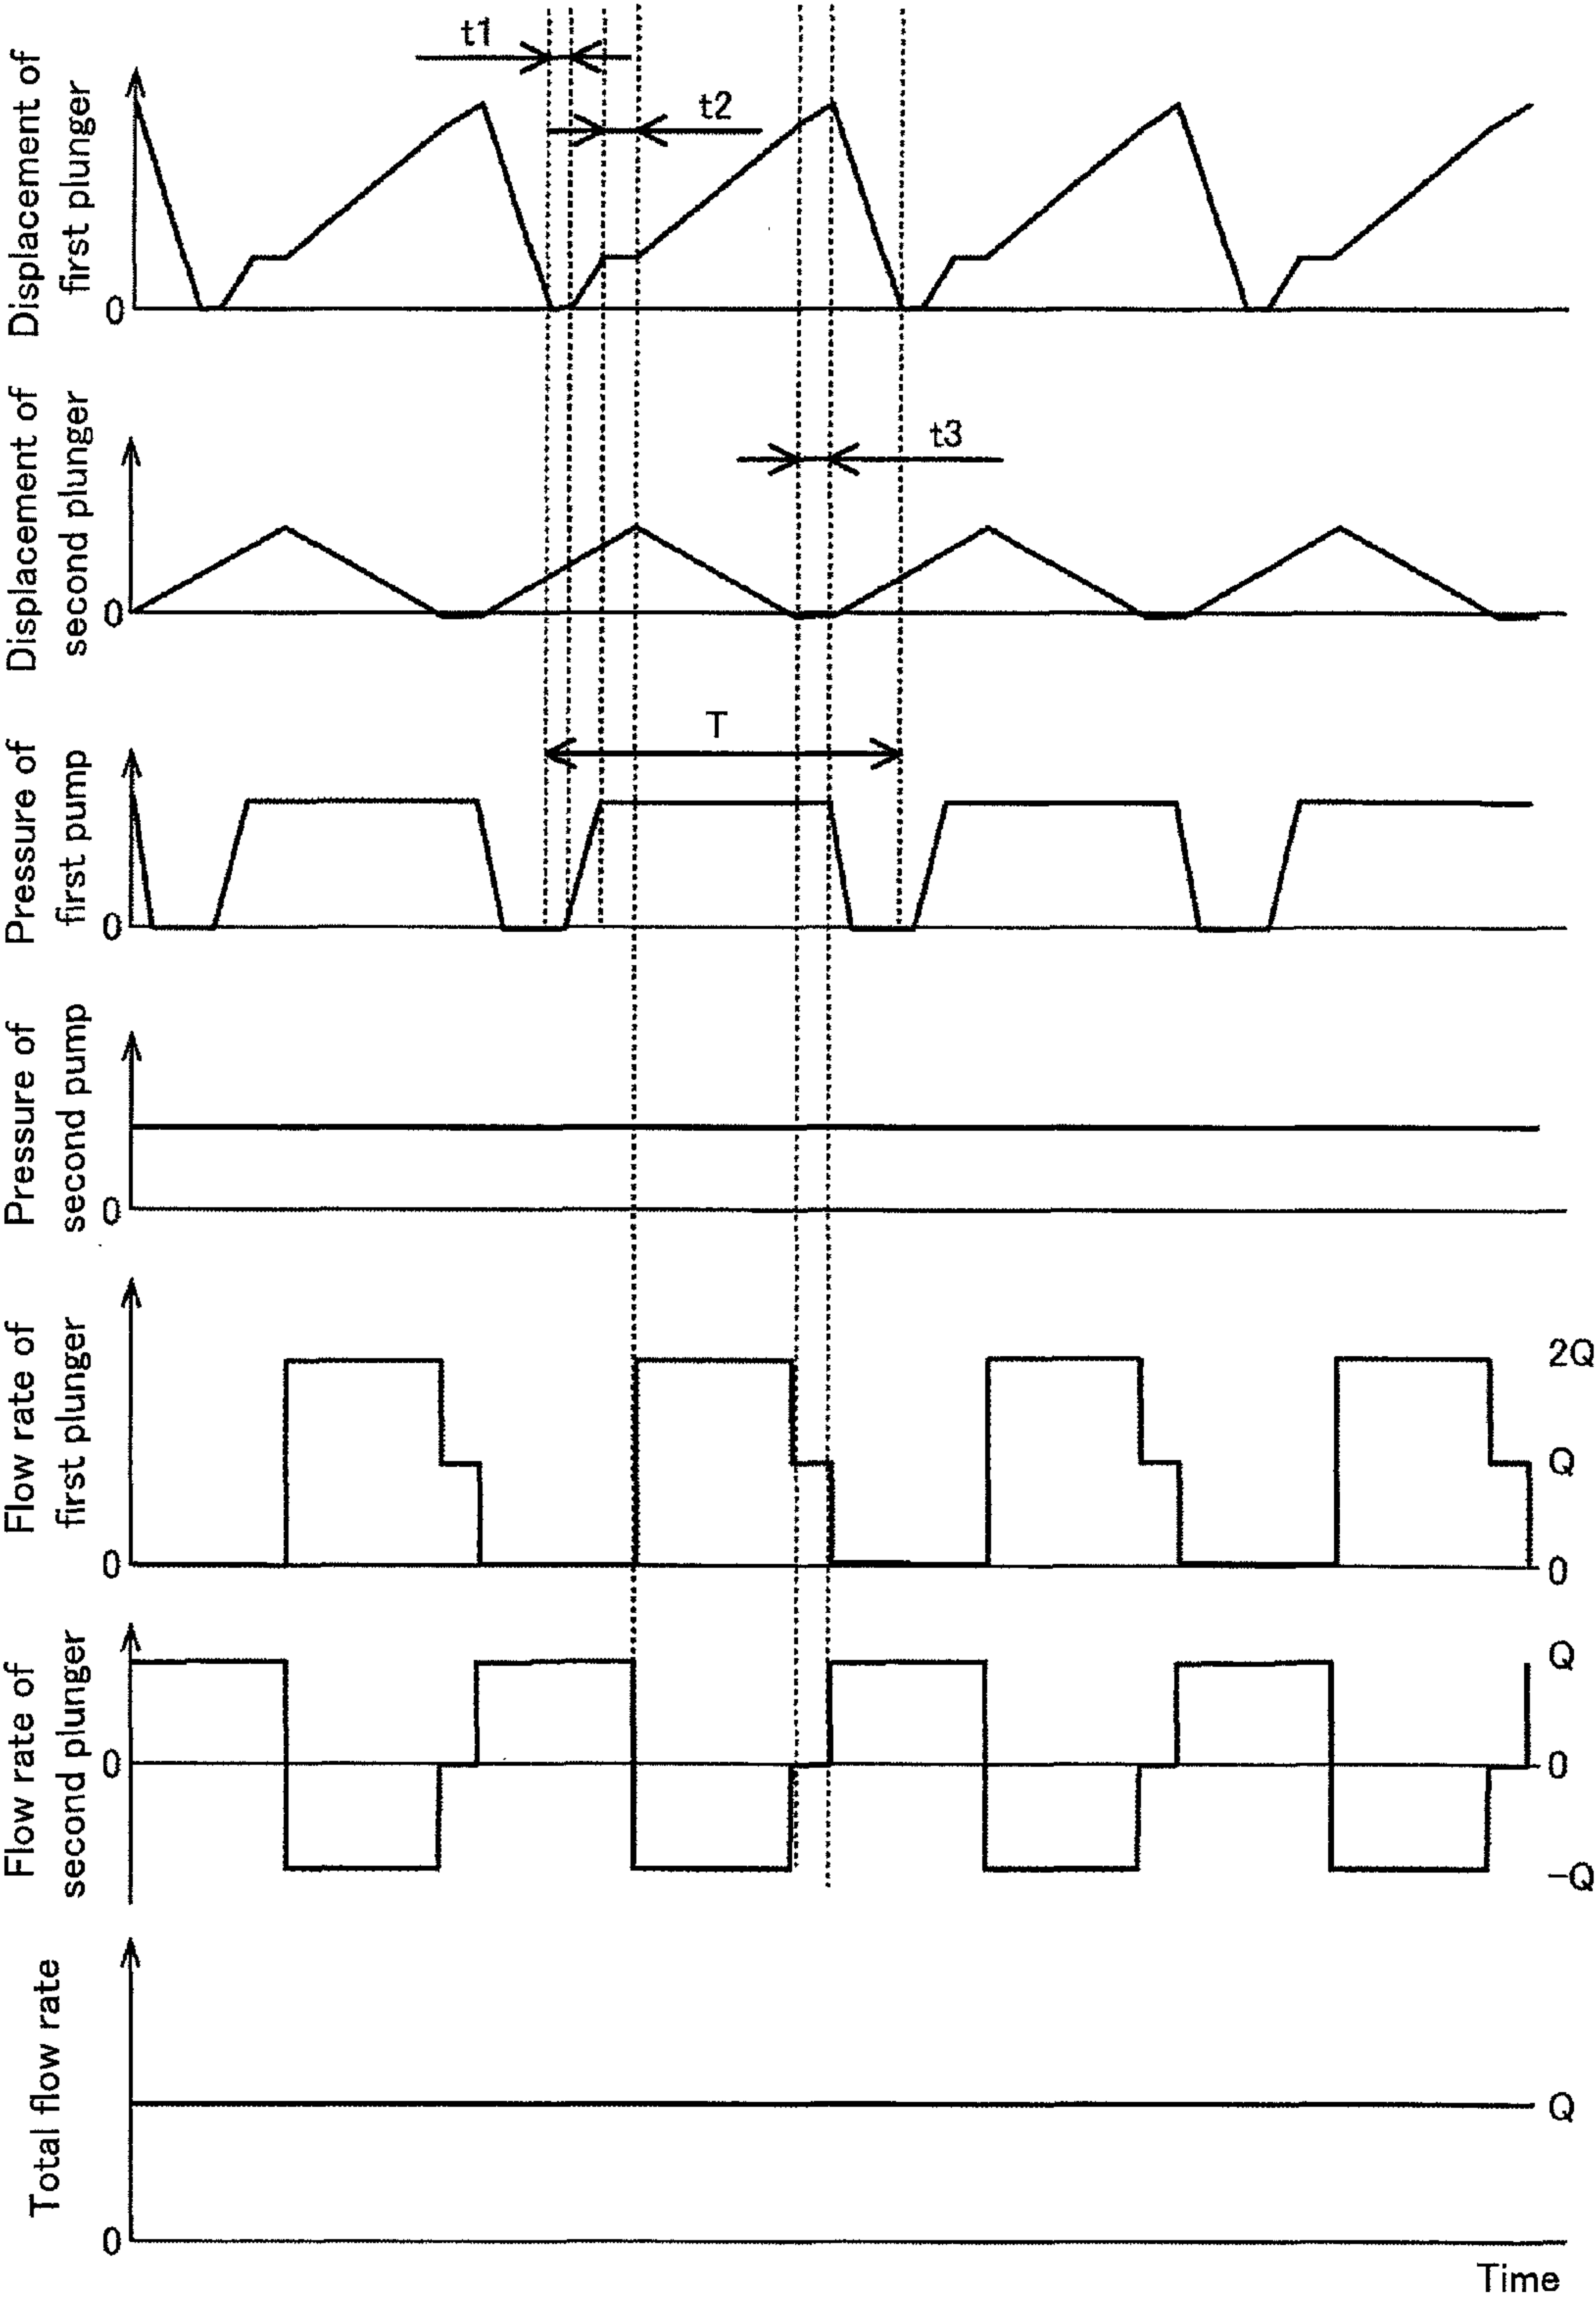 t1
t2
Displacement of
first plunger
0
t3
Displacement of
second plunger
0
T
Pressure of
first pump
0
Pressure of
second pump
0
Flow rate of
first plunger
0
2Q
Q
0
Flow rate of
second plunger
0
Q
0
-Q
Total flow rate
0
Q
Time